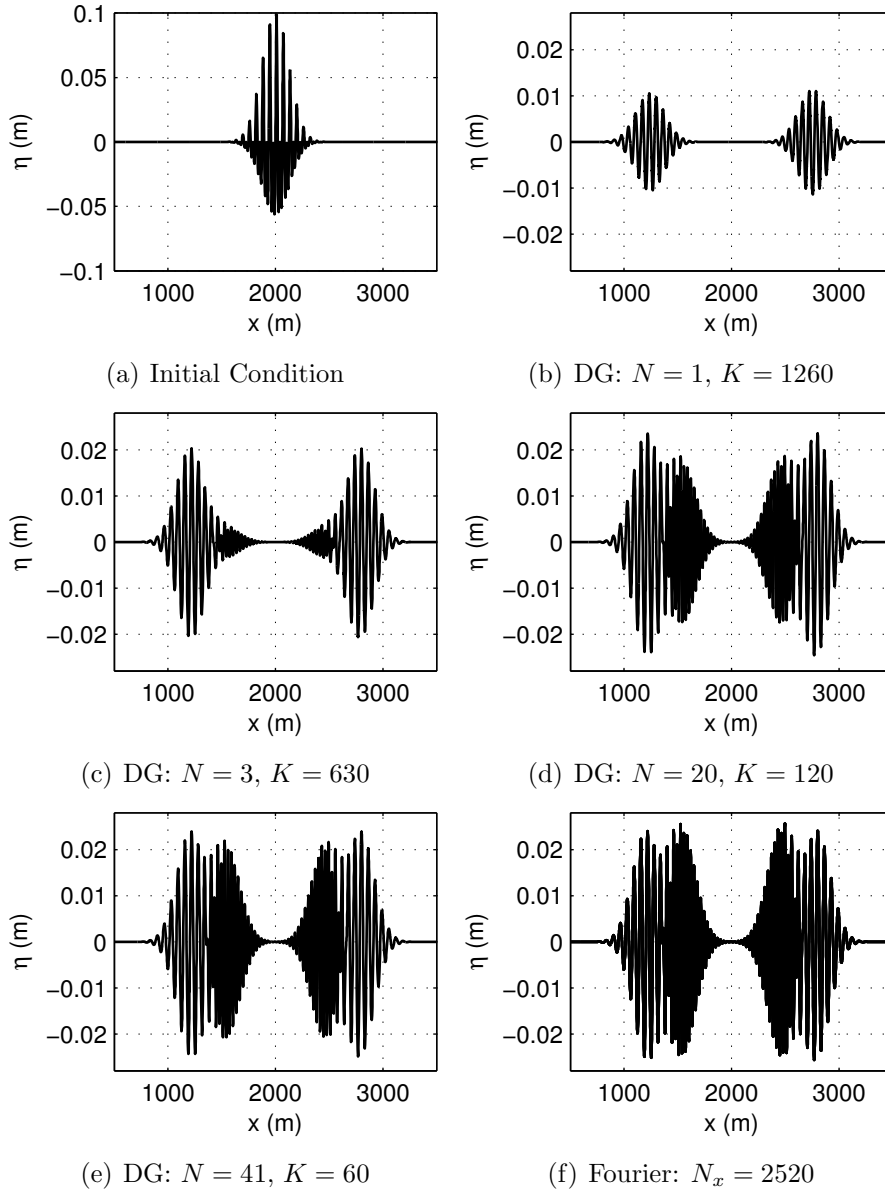 0.1
0.05
0
−0.05
−0.1
η (m)
1000 2000 3000
x (m)
(a) Initial Condition
0.02
0.01
0
−0.01
−0.02
η (m)
1000 2000 3000
x (m)
(b) DG: N = 1, K = 1260
0.02
0.01
0
−0.01
−0.02
η (m)
1000 2000 3000
x (m)
(c) DG: N = 3, K = 630
0.02
0.01
0
−0.01
−0.02
η (m)
1000 2000 3000
x (m)
(d) DG: N = 20, K = 120
0.02
0.01
0
−0.01
−0.02
η (m)
1000 2000 3000
x (m)
(e) DG: N = 41, K = 60
0.02
0.01
0
−0.01
−0.02
η (m)
1000 2000 3000
x (m)
(f) Fourier: Nₓ = 2520